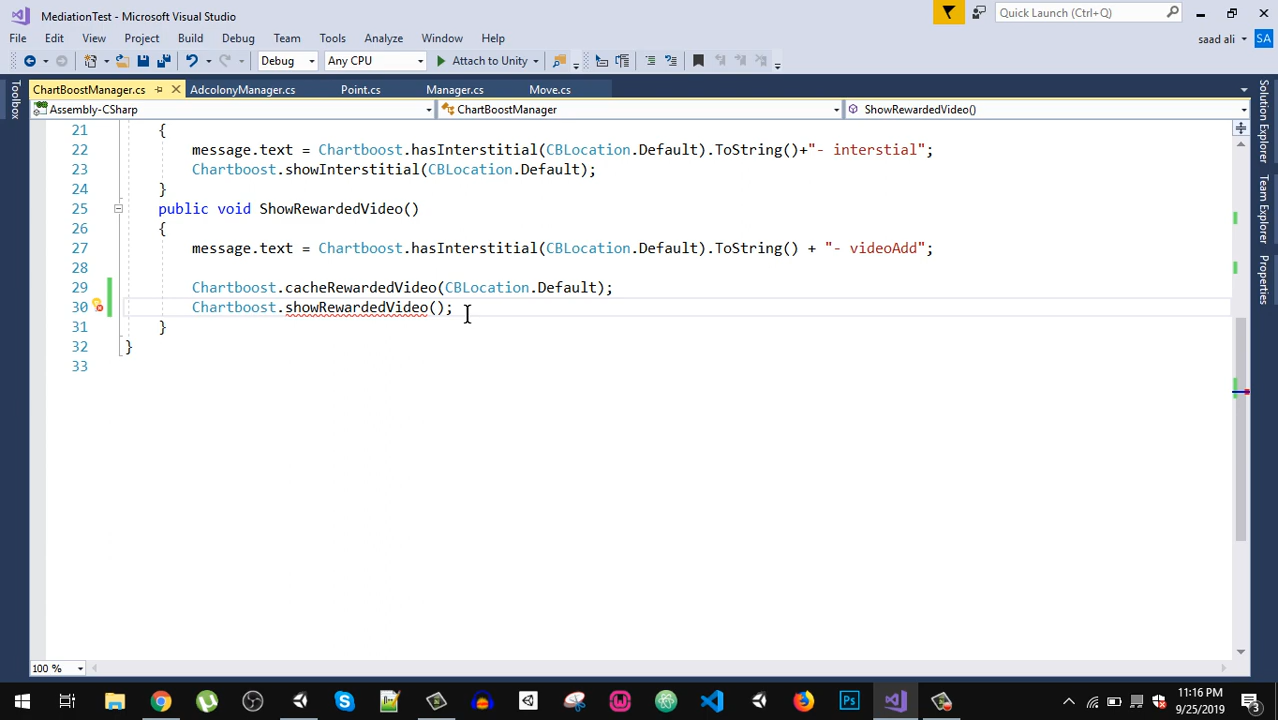 MediationTest - Microsoft Visual Studio
Quick Launch (Ctrl+Q)
File Edit View Project Build Debug Team Tools Analyze Window Help
saad ali SA
Debug Any CPU Attach to Unity
ChartBoostManager.cs AdcolonyManager.cs Point.cs Manager.cs Move.cs
Assembly-CSharp ChartBoostManager ShowRewardedVideo()
Toolbox
Solution Explorer
Team Explorer
Properties
21 {
22 message.text = Chartboost.hasInterstitial(CBLocation.Default).ToString()+"- interstial";
23 Chartboost.showInterstitial(CBLocation.Default);
24 }
25 public void ShowRewardedVideo()
26 {
27 message.text = Chartboost.hasInterstitial(CBLocation.Default).ToString() + "- videoAdd";
28
29 Chartboost.cacheRewardedVideo(CBLocation.Default);
30 Chartboost.showRewardedVideo();
31 }
32 }
33
100 %
11:16 PM
9/25/2019
3